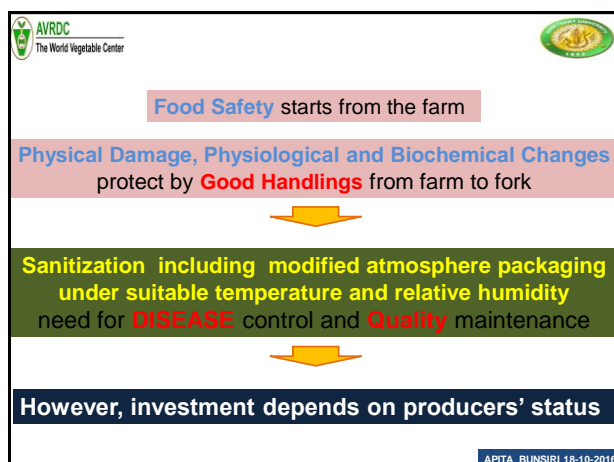 AVRDC
The World Vegetable Center
1943
Food Safety starts from the farm
Physical Damage, Physiological and Biochemical Changes
protect by Good Handlings from farm to fork
Sanitization including modified atmosphere packaging
under suitable temperature and relative humidity
need for DISEASE control and Quality maintenance
However, investment depends on producers' status
APITA BUNSIRI 18-10-2016